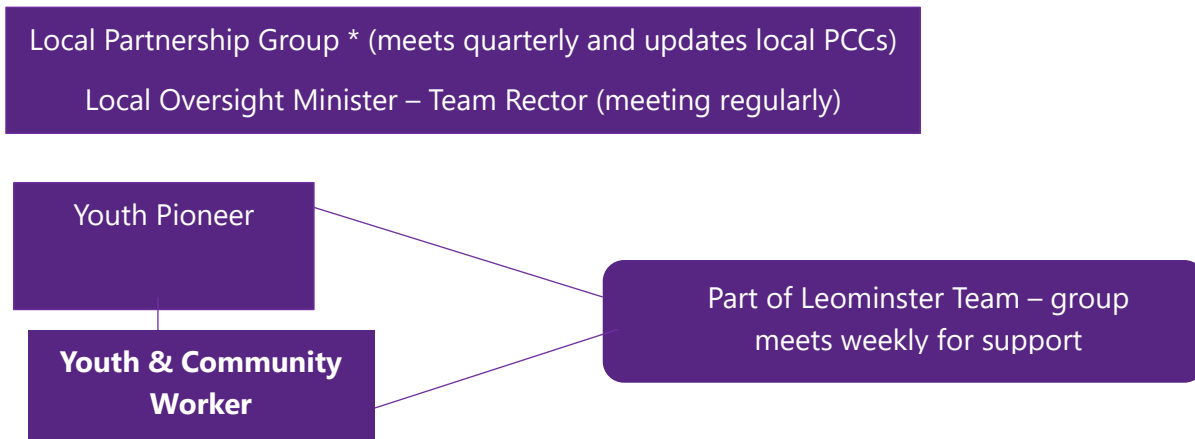 Local Partnership Group * (meets quarterly and updates local PCCs)
Local Oversight Minister – Team Rector (meeting regularly)
Youth Pioneer
Part of Leominster Team – group
meets weekly for support
Youth & Community
Worker